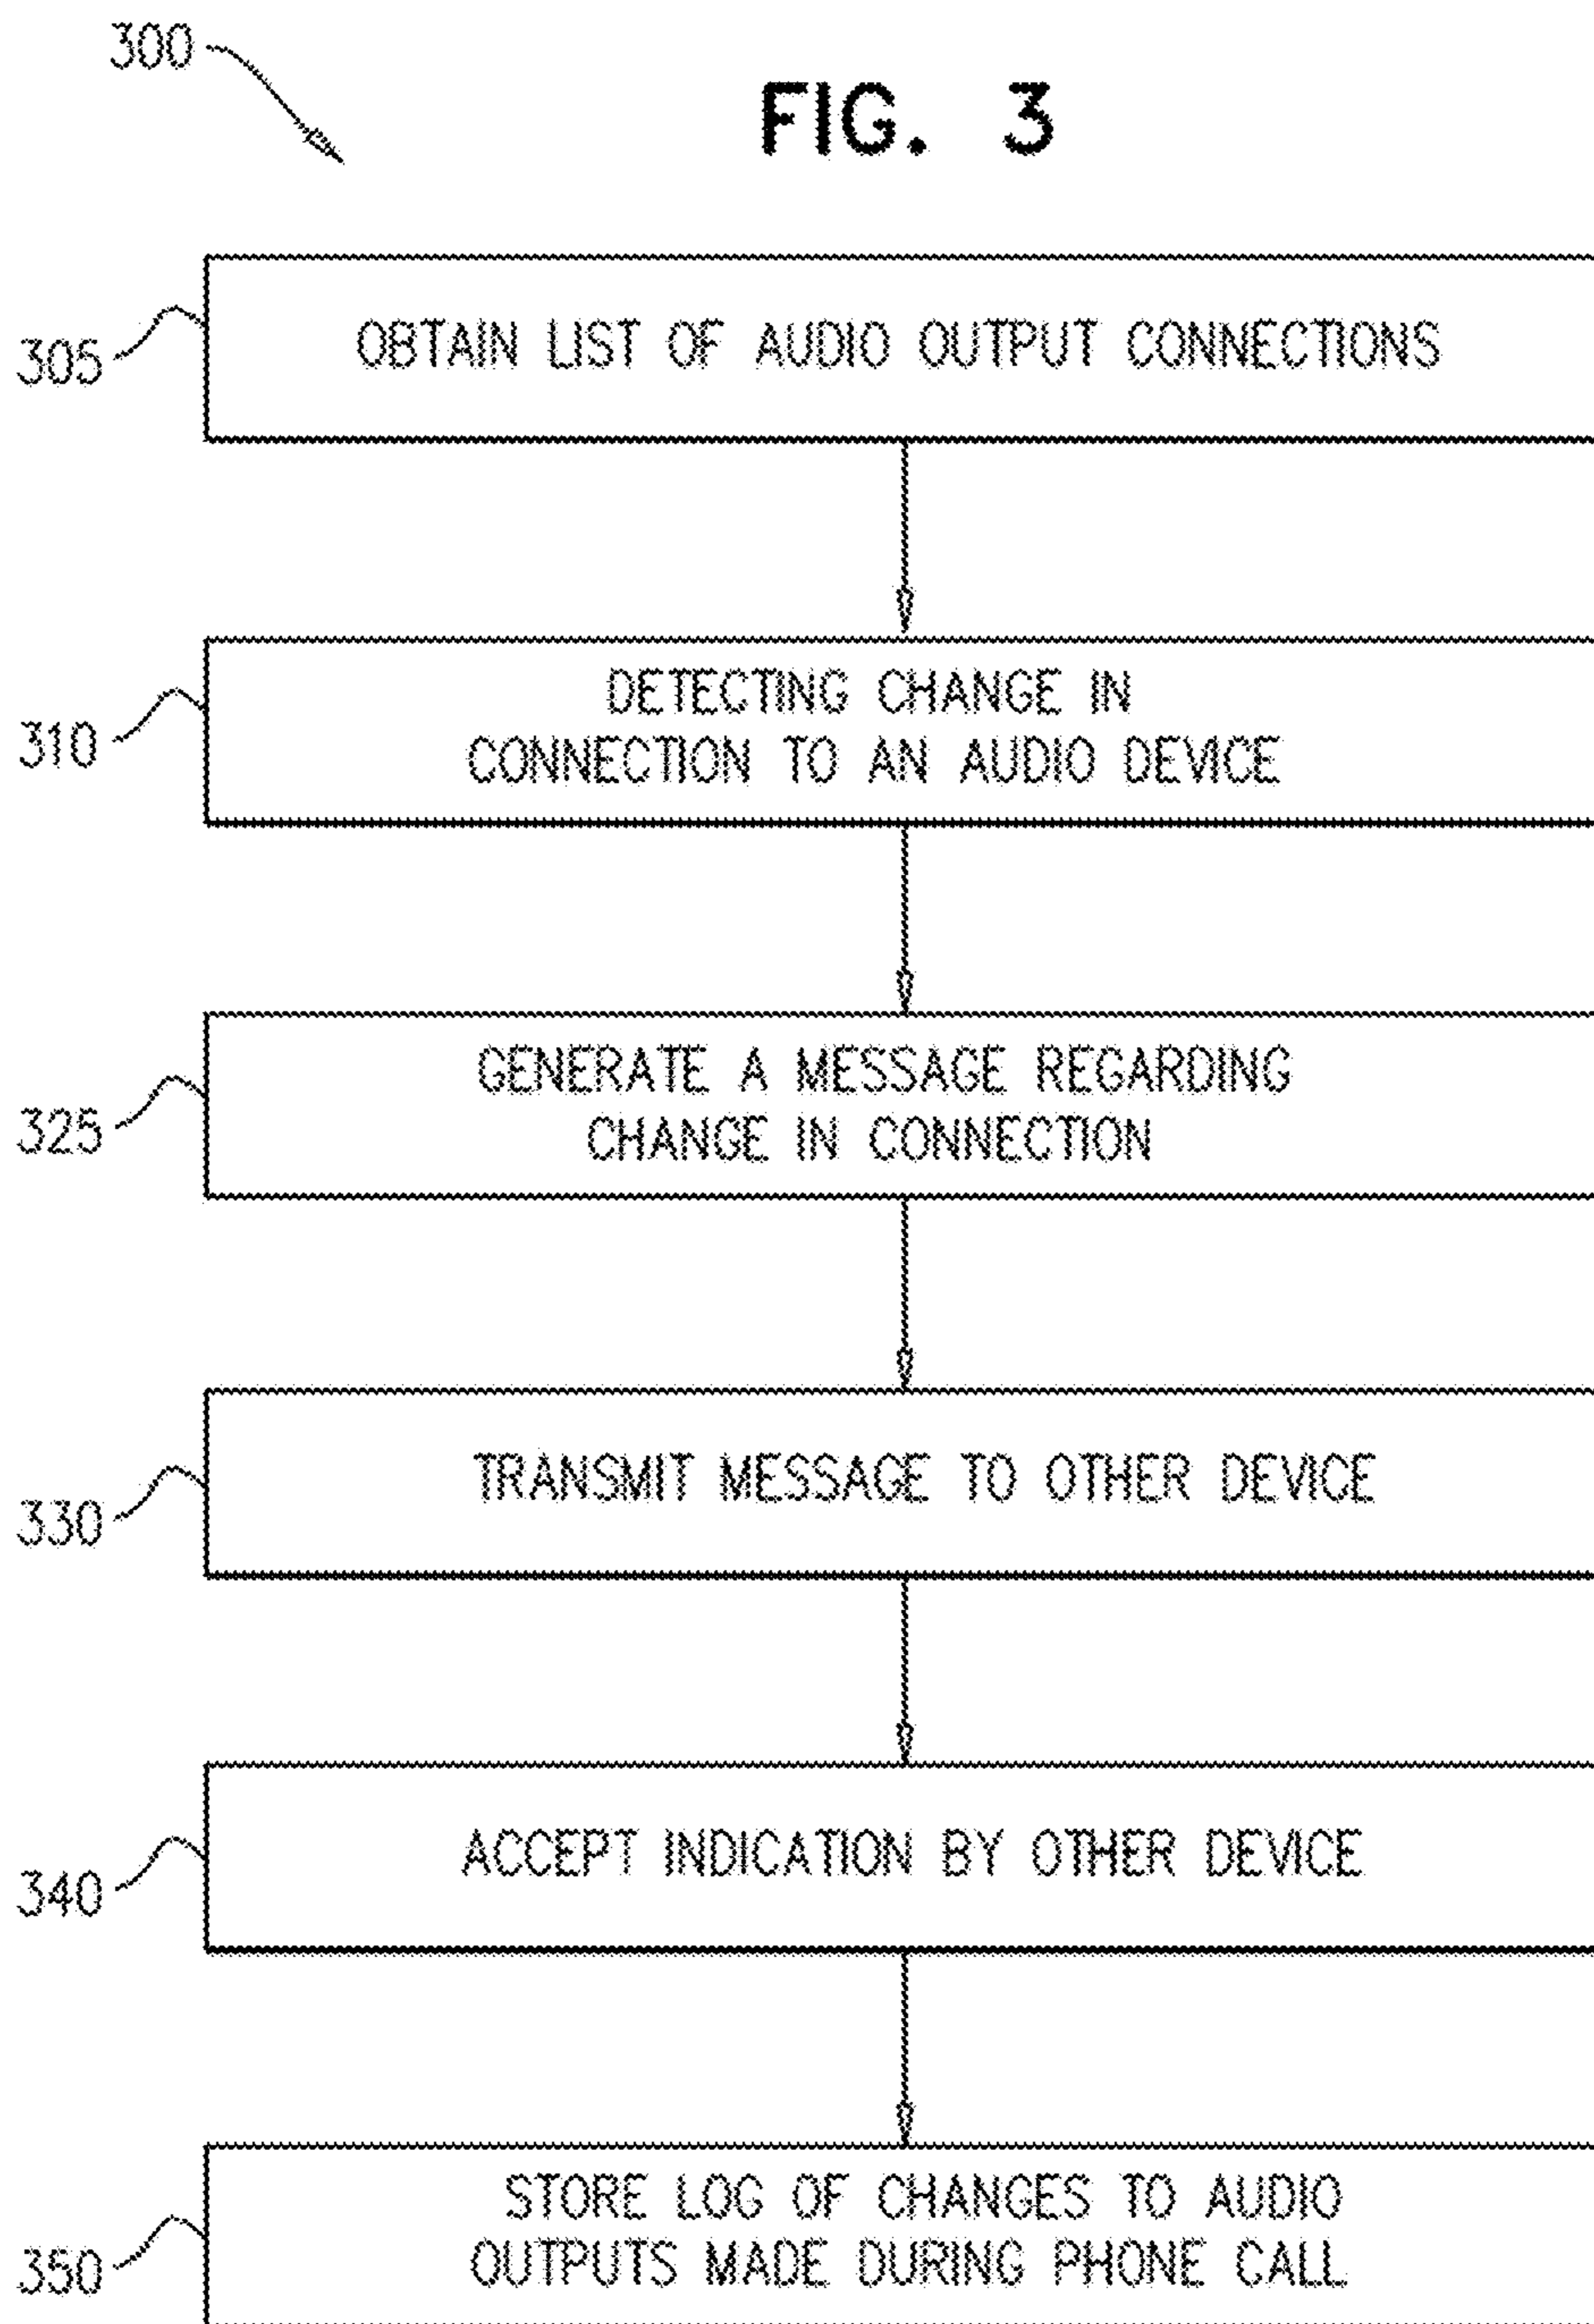 300
FIG. 3
305
OBTAIN LIST OF AUDIO OUTPUT CONNECTIONS
310
DETECTING CHANGE IN
CONNECTION TO AN AUDIO DEVICE
325
GENERATE A MESSAGE REGARDING
CHANGE IN CONNECTION
330
TRANSMIT MESSAGE TO OTHER DEVICE
340
ACCEPT INDICATION BY OTHER DEVICE
350
STORE LOG OF CHANGES TO AUDIO
OUTPUTS MADE DURING PHONE CALL